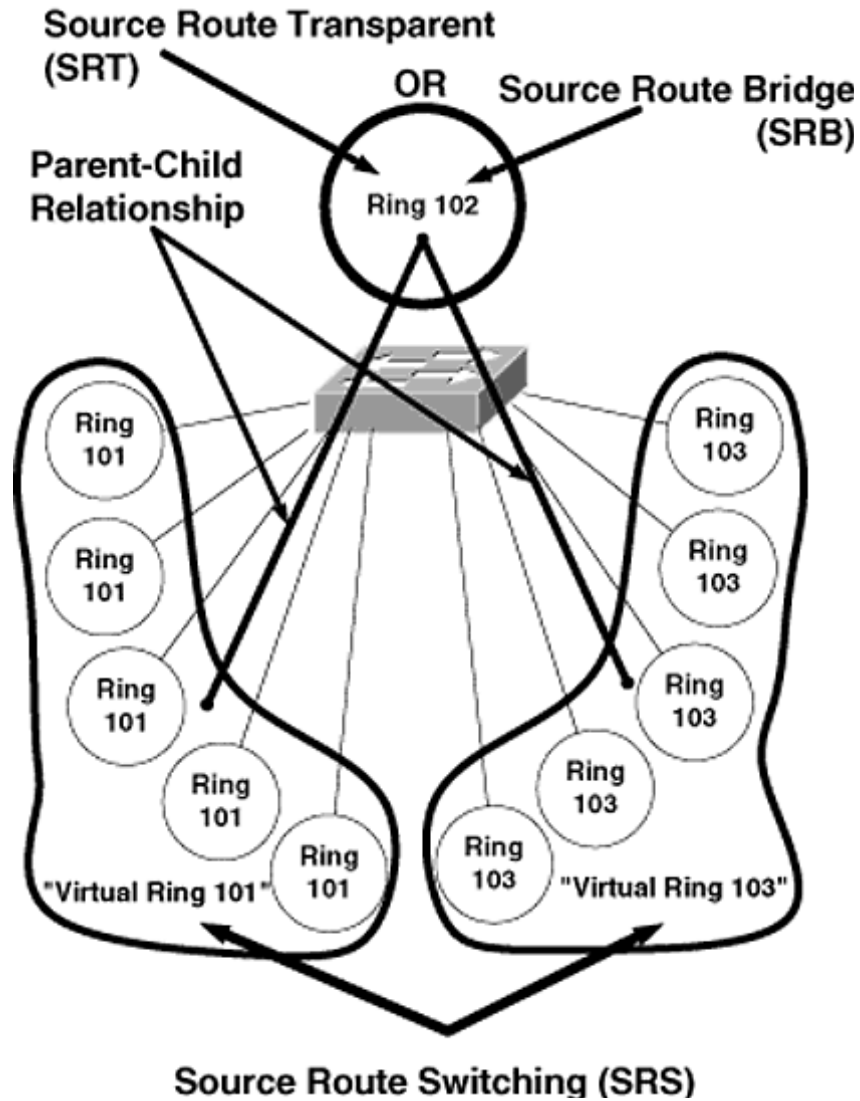 Source Route Transparent
(SRT)
OR
Source Route Bridge
(SRB)
Parent-Child
Relationship
Ring 102
Ring
101
Ring
103
Ring
101
Ring
103
Ring
101
Ring
103
Ring
101
Ring
103
Ring
101
Ring
103
"Virtual Ring 101"
"Virtual Ring 103"
Source Route Switching (SRS)